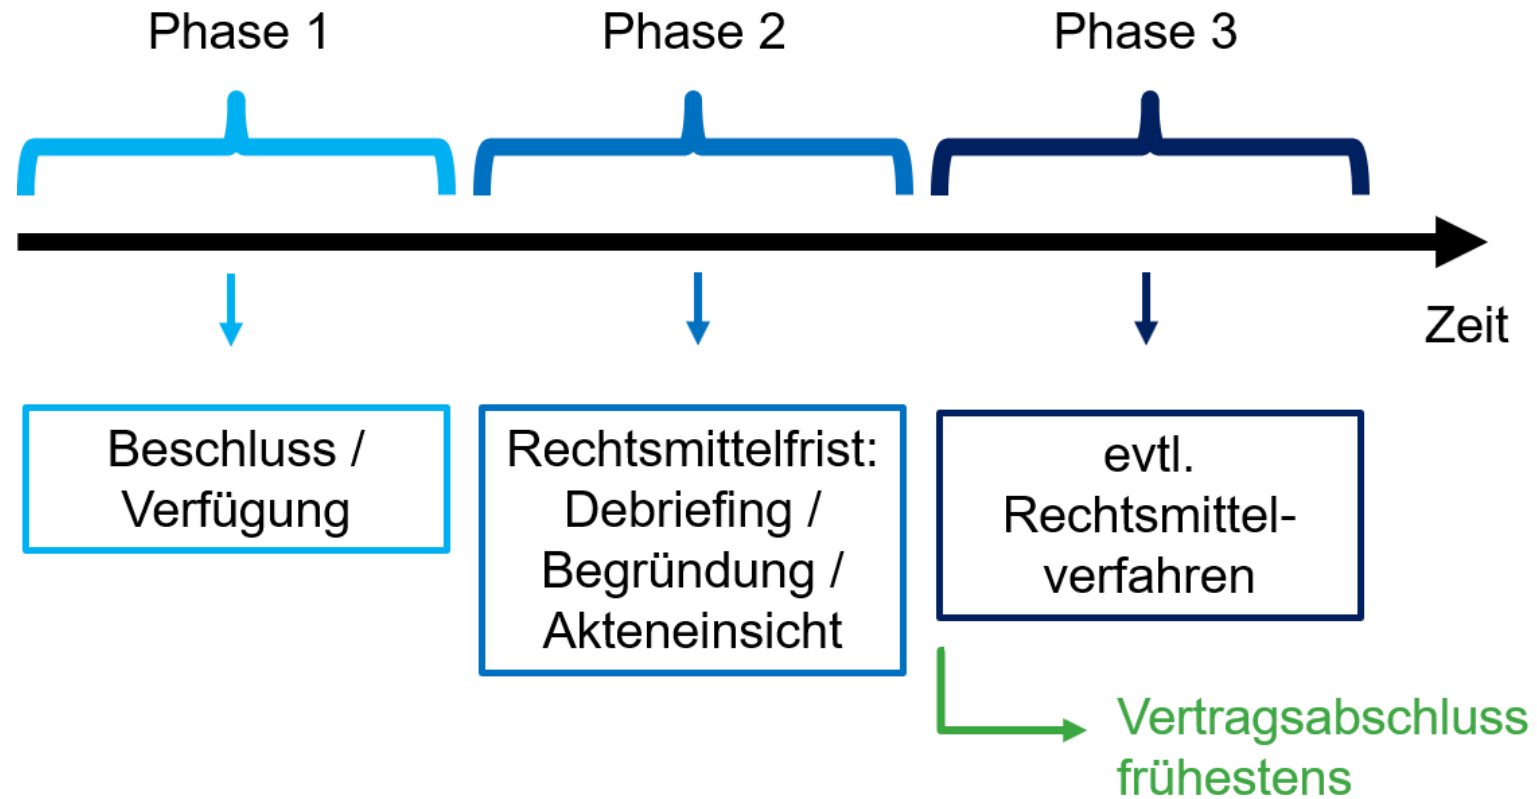 Phase 1
Phase 2
Phase 3
Zeit
Beschluss /
Verfügung
Rechtsmittelfrist:
Debriefing /
Begründung /
Akteneinsicht
evtl.
Rechtsmittel-
verfahren
Vertragsabschluss
frühestens